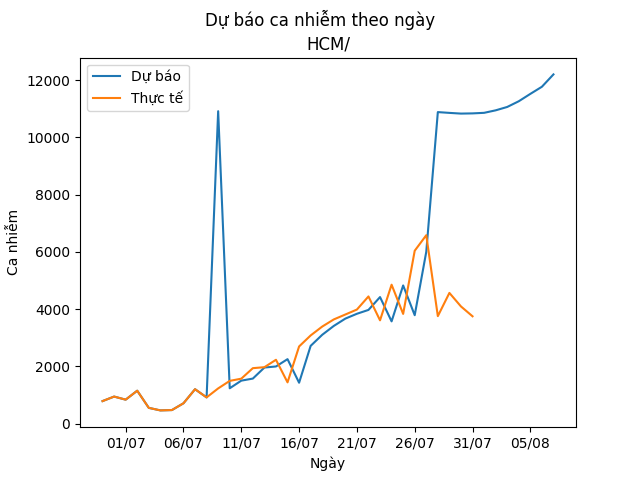 Dự báo ca nhiễm theo ngày
HCM/
Dự báo
Thực tế
12000
10000
8000
6000
4000
2000
0
Ca nhiễm
01/07 06/07 11/07 16/07 21/07 26/07 31/07 05/08
Ngày